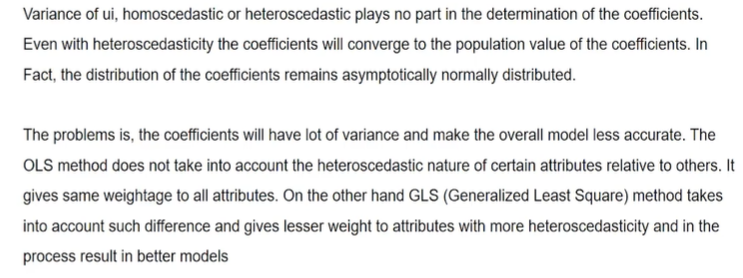 Variance of ui, homoscedastic or heteroscedastic plays no part in the determination of the coefficients.
Even with heteroscedasticity the coefficients will converge to the population value of the coefficients. In
Fact, the distribution of the coefficients remains asymptotically normally distributed.
The problems is, the coefficients will have lot of variance and make the overall model less accurate. The
OLS method does not take into account the heteroscedastic nature of certain attributes relative to others. It
gives same weightage to all attributes. On the other hand GLS (Generalized Least Square) method takes
into account such difference and gives lesser weight to attributes with more heteroscedasticity and in the
process result in better models